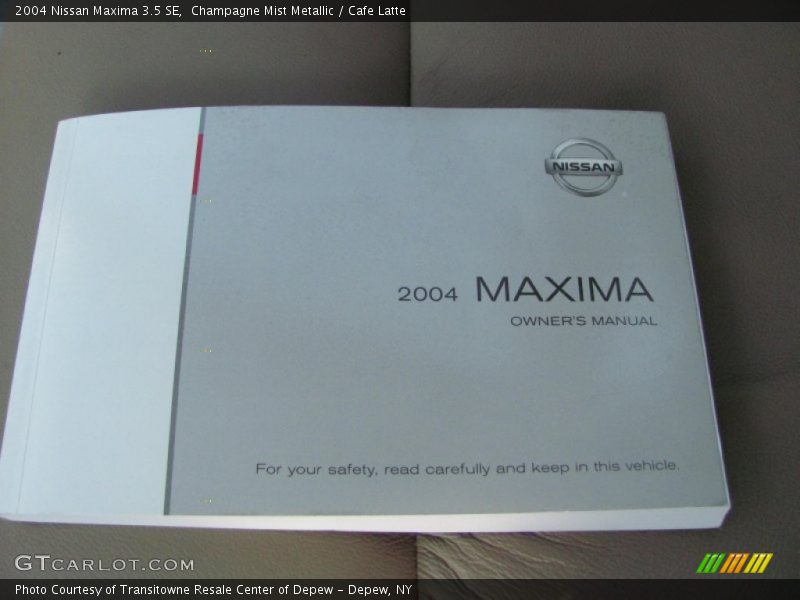 2004 Nissan Maxima 3.5 SE,  Champagne Mist Metallic / Cafe Latte
NISSAN
2004 MAXIMA
OWNER'S MANUAL
For your safety, read carefully and keep in this vehicle.
GTCARLOT.COM
Photo Courtesy of Transitowne Resale Center of Depew – Depew, NY